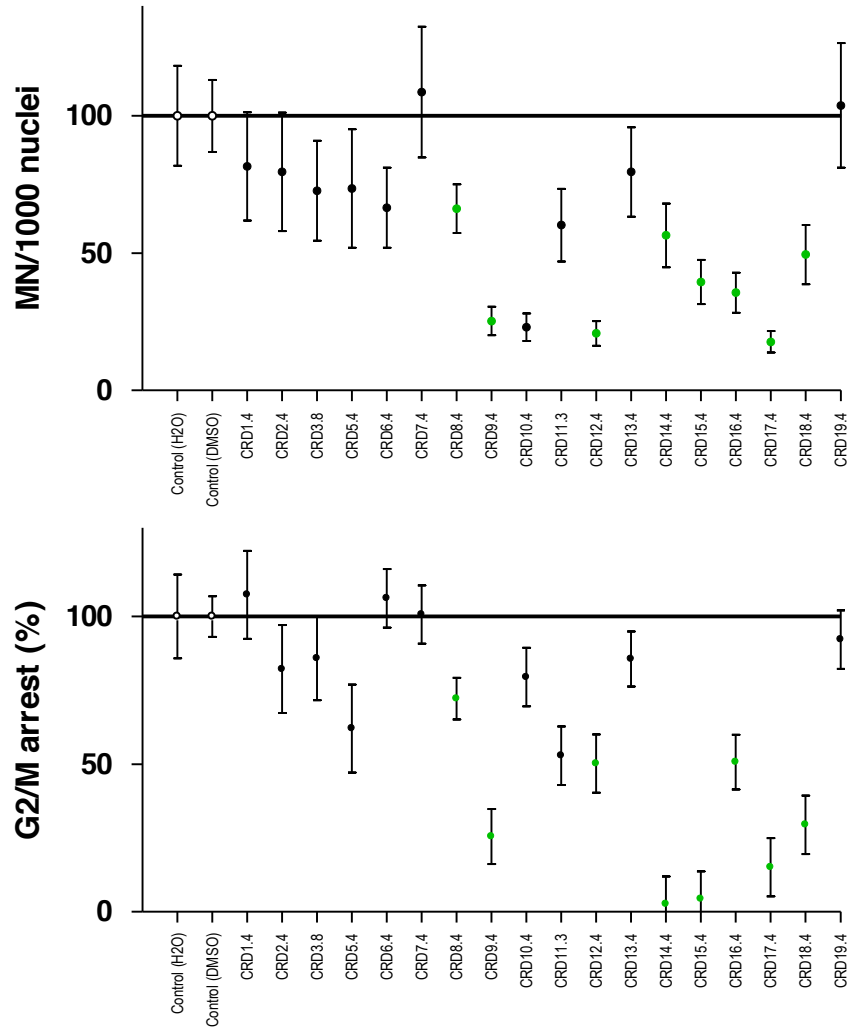 MN/1000 nuclei
100
50
0
Control (H2O)
Control (DMSO)
CRD1.4
CRD2.4
CRD3.8
CRD5.4
CRD6.4
CRD7.4
CRD8.4
CRD9.4
CRD10.4
CRD11.3
CRD12.4
CRD13.4
CRD14.4
CRD15.4
CRD16.4
CRD17.4
CRD18.4
CRD19.4
G2/M arrest (%)
100
50
0
Control (H2O)
Control (DMSO)
CRD1.4
CRD2.4
CRD3.8
CRD5.4
CRD6.4
CRD7.4
CRD8.4
CRD9.4
CRD10.4
CRD11.3
CRD12.4
CRD13.4
CRD14.4
CRD15.4
CRD16.4
CRD17.4
CRD18.4
CRD19.4